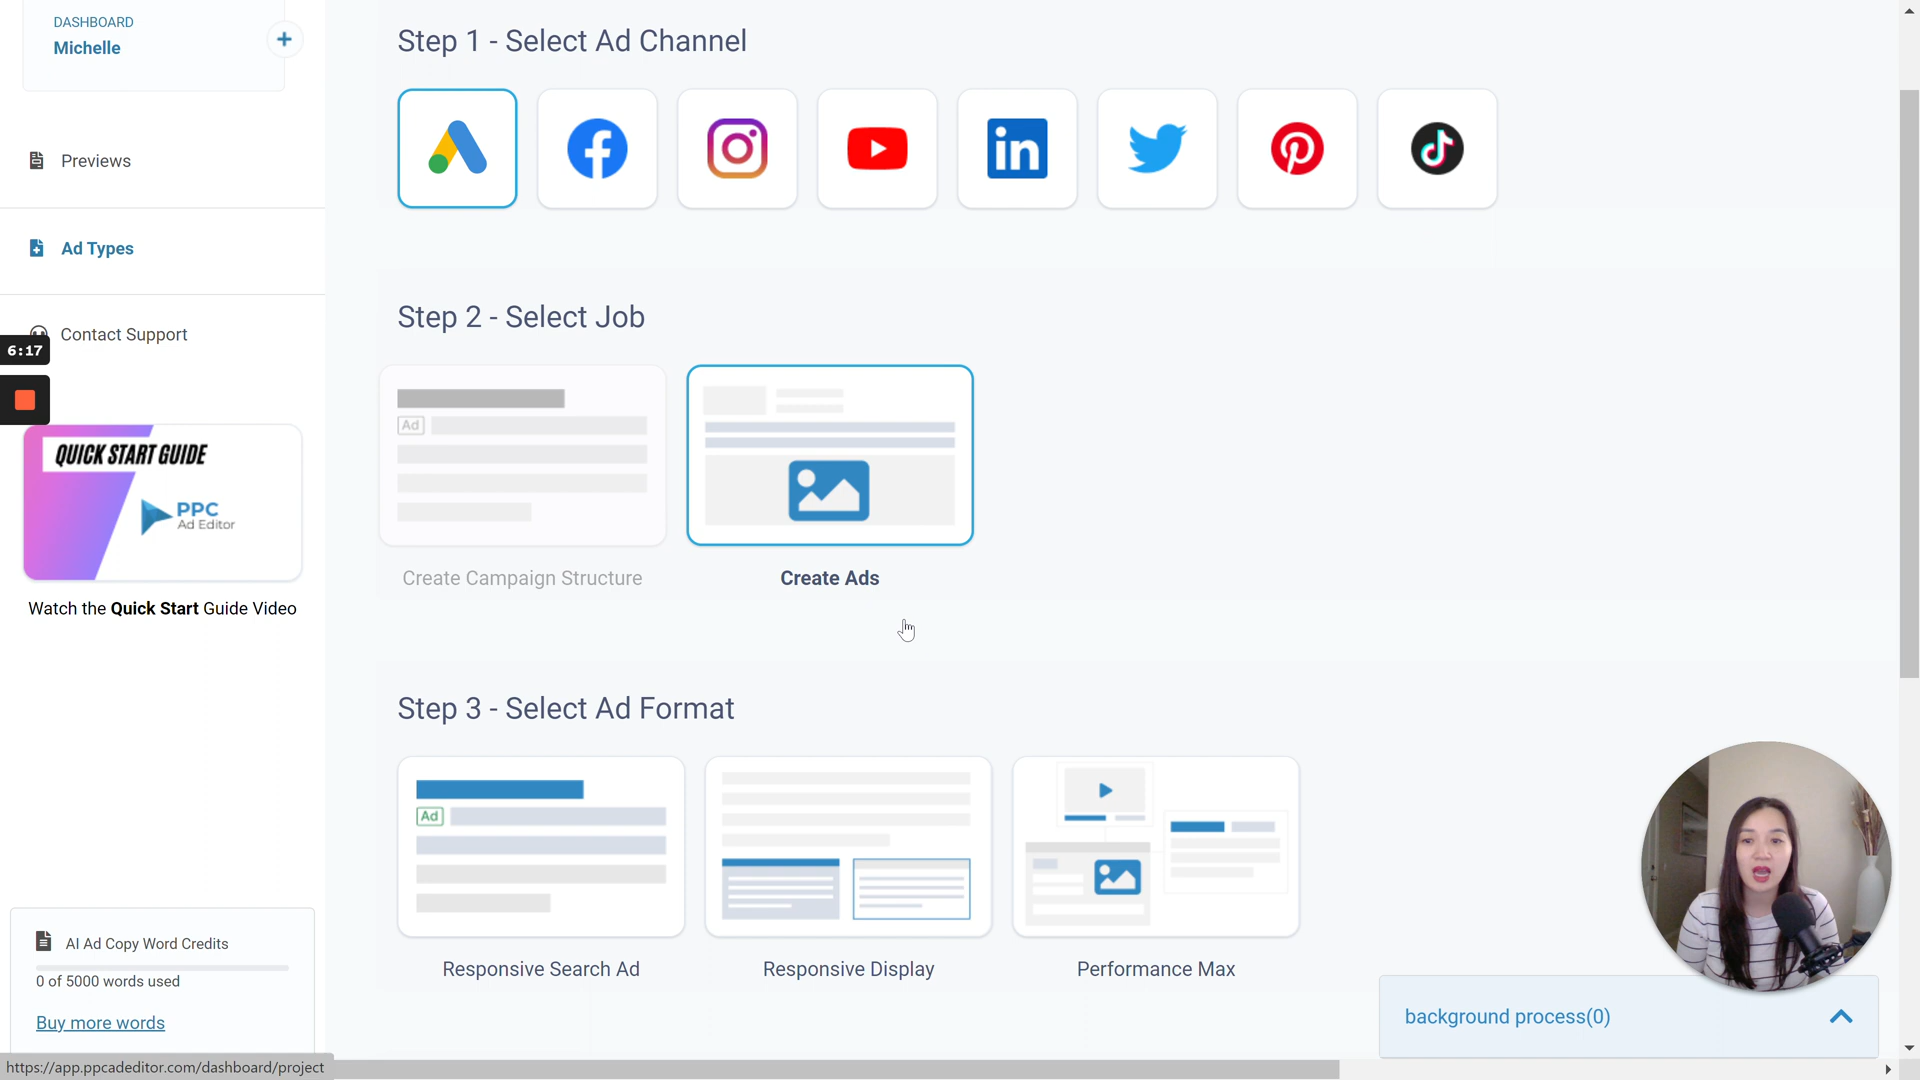 DASHBOARD
Michelle
Previews
Ad Types
Contact Support
6:17
QUICK START GUIDE
PPC
Ad Editor
Watch the Quick Start Guide Video
AI Ad Copy Word Credits
0 of 5000 words used
Buy more words
https://app.ppcadeditor.com/dashboard/project
Step 1 - Select Ad Channel
in
Step 2 - Select Job
Ad
Create Campaign Structure
Create Ads
Step 3 - Select Ad Format
Ad
Responsive Search Ad
Responsive Display
Performance Max
background process(0)